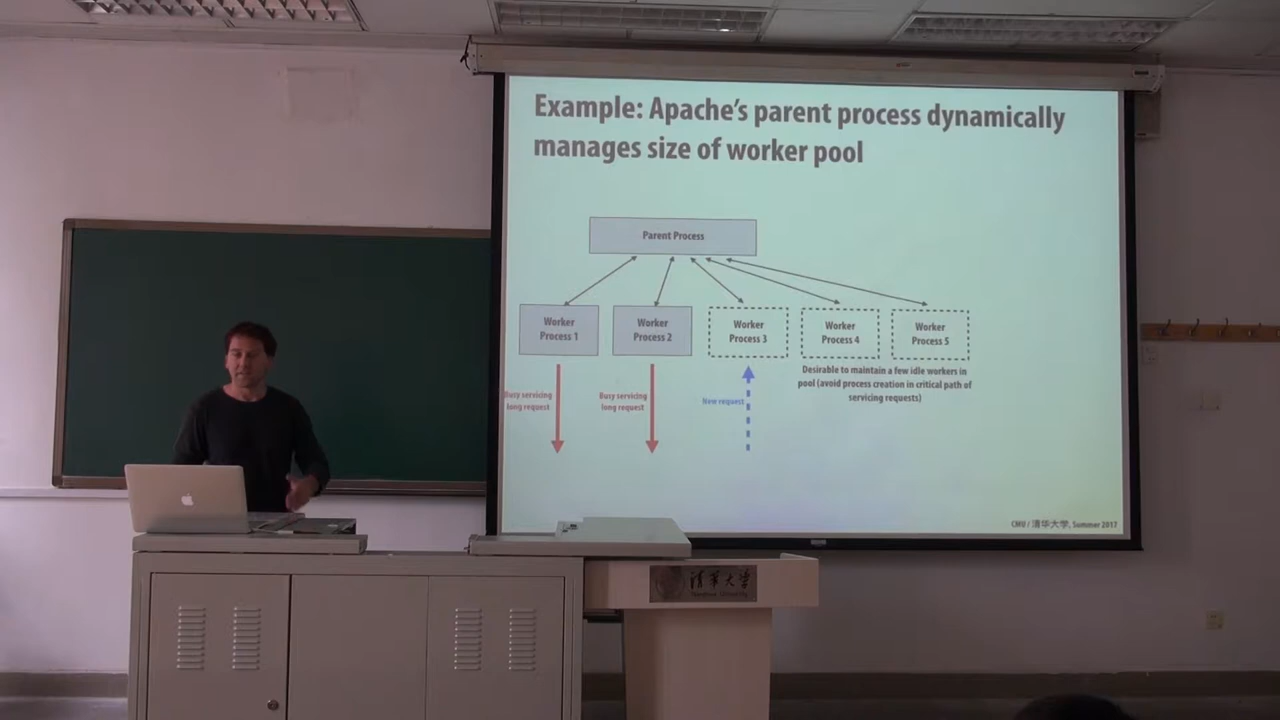 Example: Apache's parent process dynamically
manages size of worker pool
Parent Process
Worker
Process 1
Worker
Process 2
Worker
Process 3
Worker
Process 4
Worker
Process 5
Busy servicing
long request
Busy servicing
long request
New request
Desirable to maintain a few idle workers in
pool (avoid process creation in critical path of
servicing requests)
CMU / 清华大学, Summer 2017
清華大学
Tsinghua University